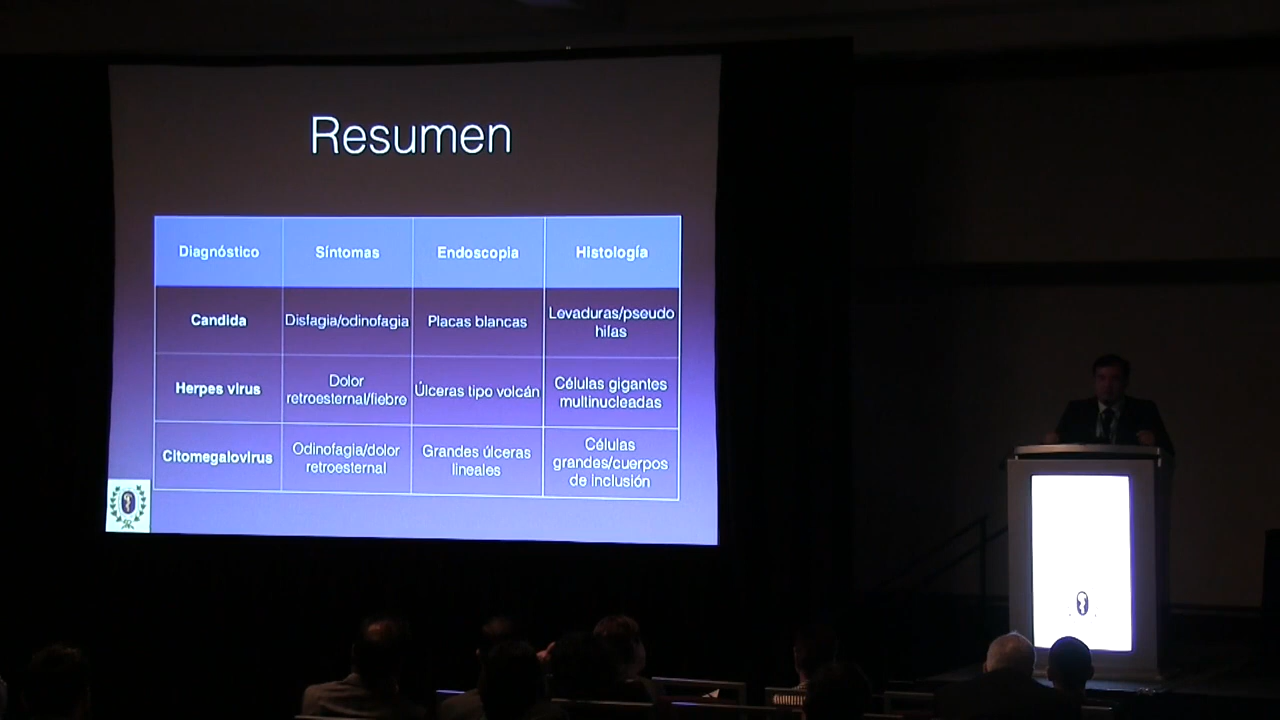 Resumen
Diagnóstico Síntomas Endoscopia Histología
Candida Disfagia/odinofagia Placas blancas Levaduras/pseudo
hifas
Herpes virus Dolor
retroesternal/fiebre Úlceras tipo volcán Células gigantes
multinucleadas
Citomegalovirus Odinofagia/dolor
retroesternal Grandes úlceras
lineales Células
grandes/cuerpos
de inclusión